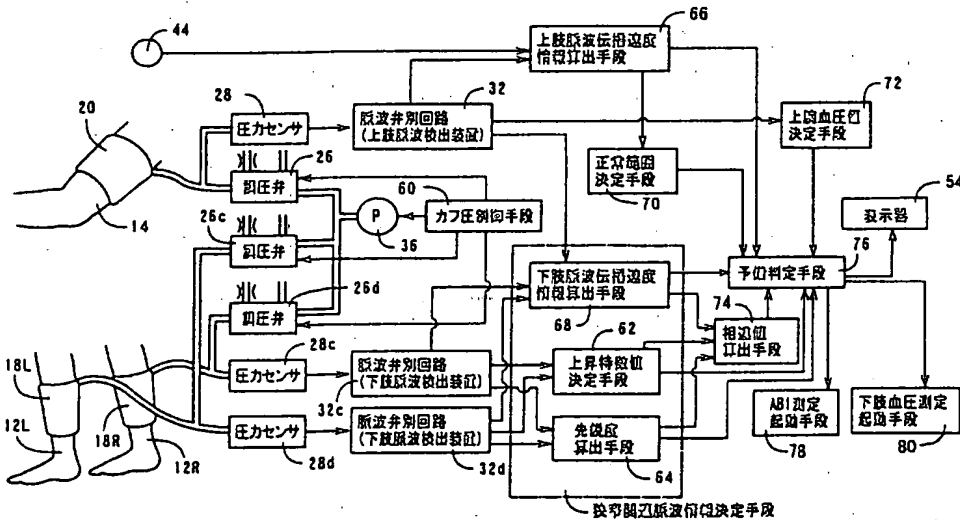 44
66
上肢脈波伝播速度
情報算出手段
20
28
圧力センサ
32
脈波弁別回路
(上肢脈波検出装置)
72
上肢血圧値
決定手段
26
調圧弁
14
60
カフ圧制御手段
P
36
正常範囲
決定手段
70
54
表示器
26c
調圧弁
予備判定手段
76
26d
調圧弁
下肢脈波伝播速度
情報算出手段
68
74
相違値
算出手段
62
上昇特徴値
決定手段
28c
圧力センサ
脈波弁別回路
(下肢脈波検出装置)
32c
18L
12L
18R
12R
圧力センサ
28d
脈波弁別回路
(下肢脈波検出装置)
32d
先鋭度
算出手段
64
ABI測定
起動手段
78
下肢血圧測定
起動手段
80
狭窄関連脈波情報決定手段